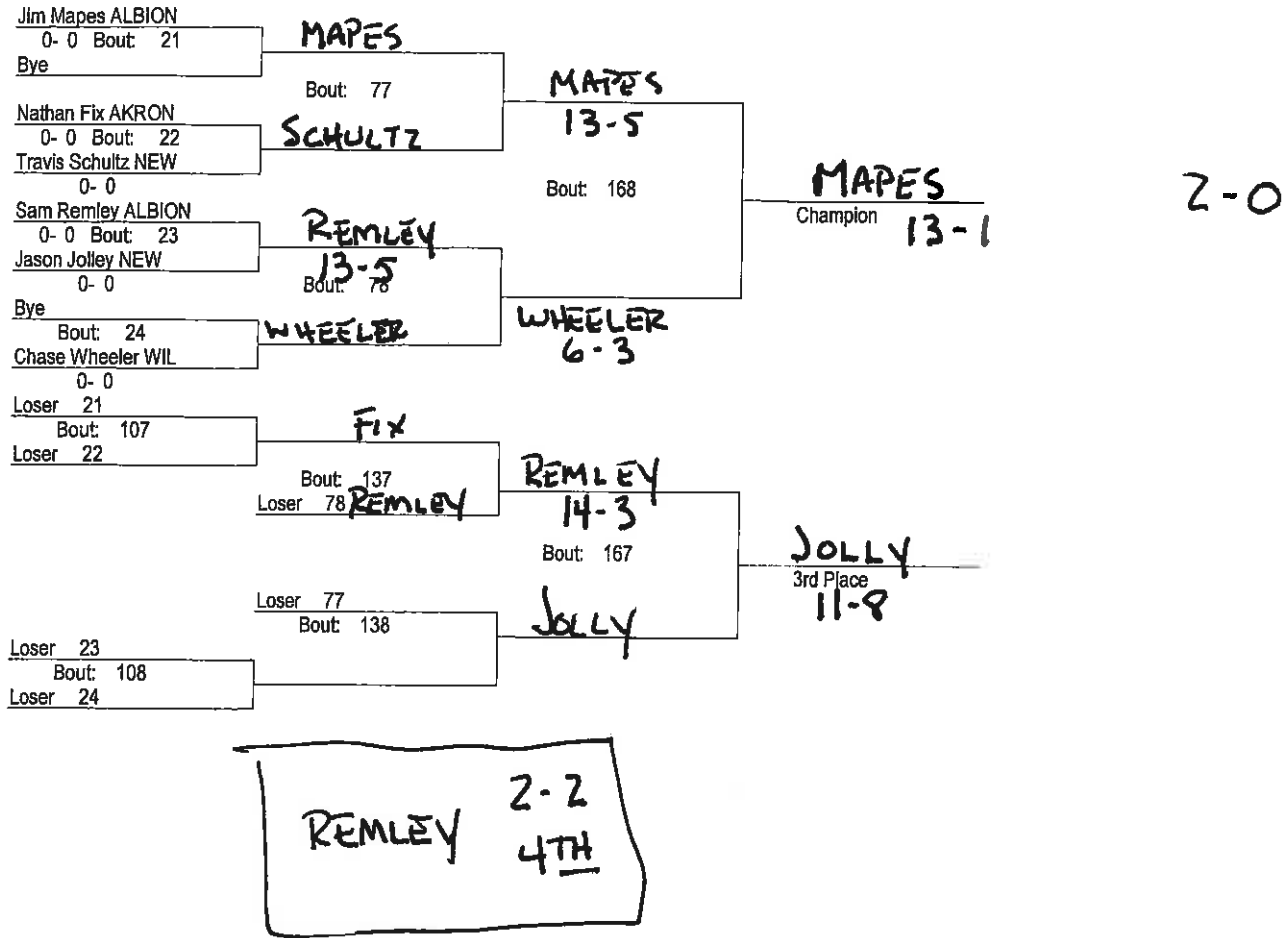 Jim Mapes ALBION
0- 0 Bout: 21
Bye
MAPES
Bout: 77
Nathan Fix AKRON
0- 0 Bout: 22
SCHULTZ
Travis Schultz NEW
0- 0
MAPES
13-5
Bout: 168
Sam Remley ALBION
0- 0 Bout: 23
REMLEY
13-5
Jason Jolley NEW
0- 0
Bout: 78
Bye
Bout: 24
WHEELER
Chase Wheeler WIL
0- 0
WHEELER
6-3
MAPES
Champion
13-1
2-0
Loser 21
Bout: 107
Loser 22
FIX
Bout: 137
Loser 78 REMLEY
REMLEY
14-3
Bout: 167
Loser 77
Bout: 138
JOLLY
Loser 23
Bout: 108
Loser 24
JOLLY
3rd Place
11-8
REMLEY
2-2
4TH